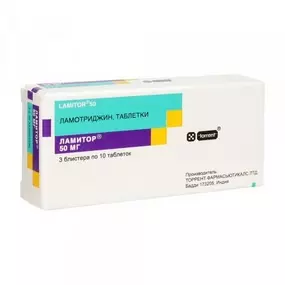 LAMITOR® 50
ЛАМОТРИДЖИН, ТАБЛЕТКИ
ЛАМИТОР®
50 МГ
3 блистера по 10 таблеток
torrent
Производитель:
ТОРРЕНТ ФАРМАСЬЮТИКАЛС ЛТД.
Индия